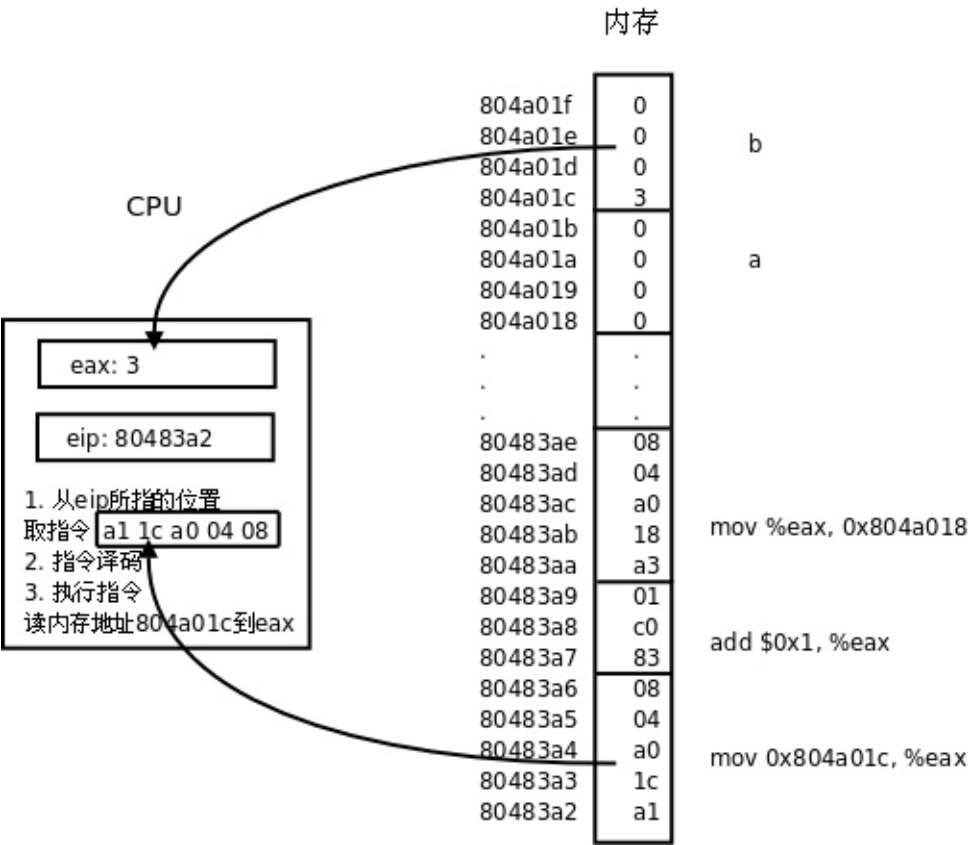 内存
804a01f 0
804a01e 0
b
804a01d 0
804a01c 3
CPU
804a01b 0
804a01a 0
a
804a019 0
804a018 0
. .
. .
. .
eax: 3
eip: 80483a2
1. 从eip所指的位置
取指令 a1 1c a0 04 08
2. 指令译码
3. 执行指令
读内存地址804a01c到eax
80483ae 08
80483ad 04
80483ac a0
80483ab 18
80483aa a3
mov %eax, 0x804a018
80483a9 01
80483a8 c0
80483a7 83
add $0x1, %eax
80483a6 08
80483a5 04
80483a4 a0
80483a3 1c
80483a2 a1
mov 0x804a01c, %eax